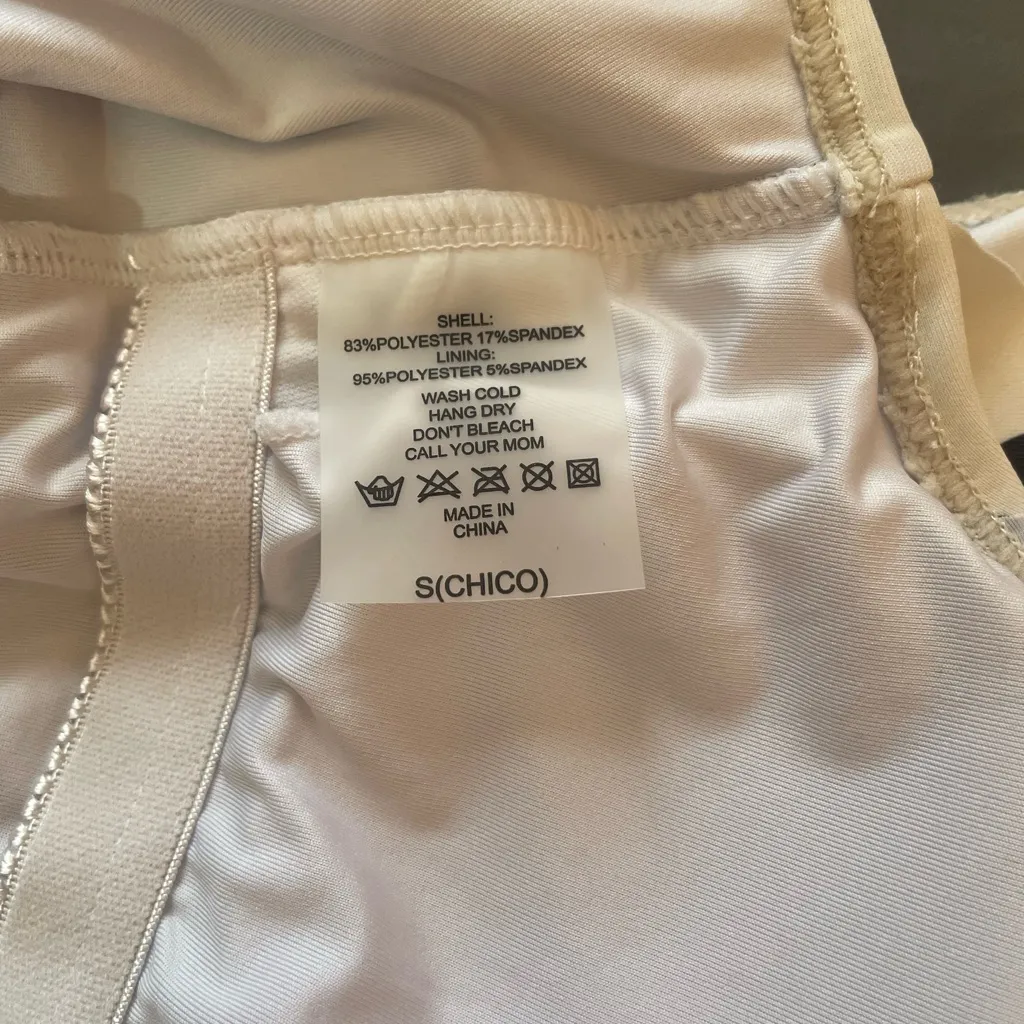 SHELL:
83%POLYESTER 17%SPANDEX
LINING:
95%POLYESTER 5%SPANDEX
WASH COLD
HANG DRY
DON'T BLEACH
CALL YOUR MOM
MADE IN
CHINA
S(CHICO)